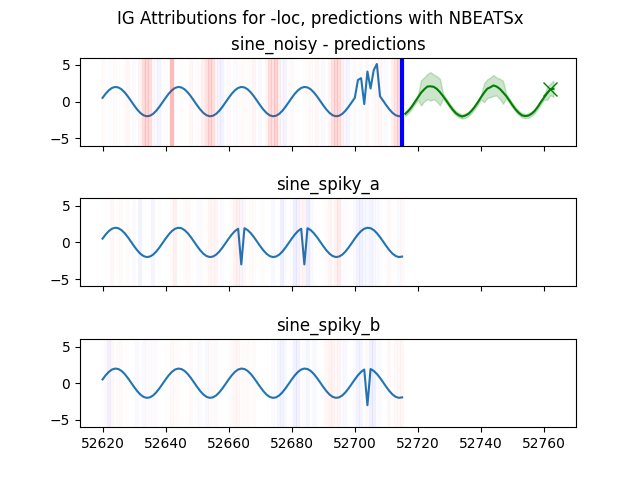 IG Attributions for -loc, predictions with NBEATSx
sine_noisy - predictions
5
0
−5
sine_spiky_a
5
0
−5
sine_spiky_b
5
0
−5
52620 52640 52660 52680 52700 52720 52740 52760